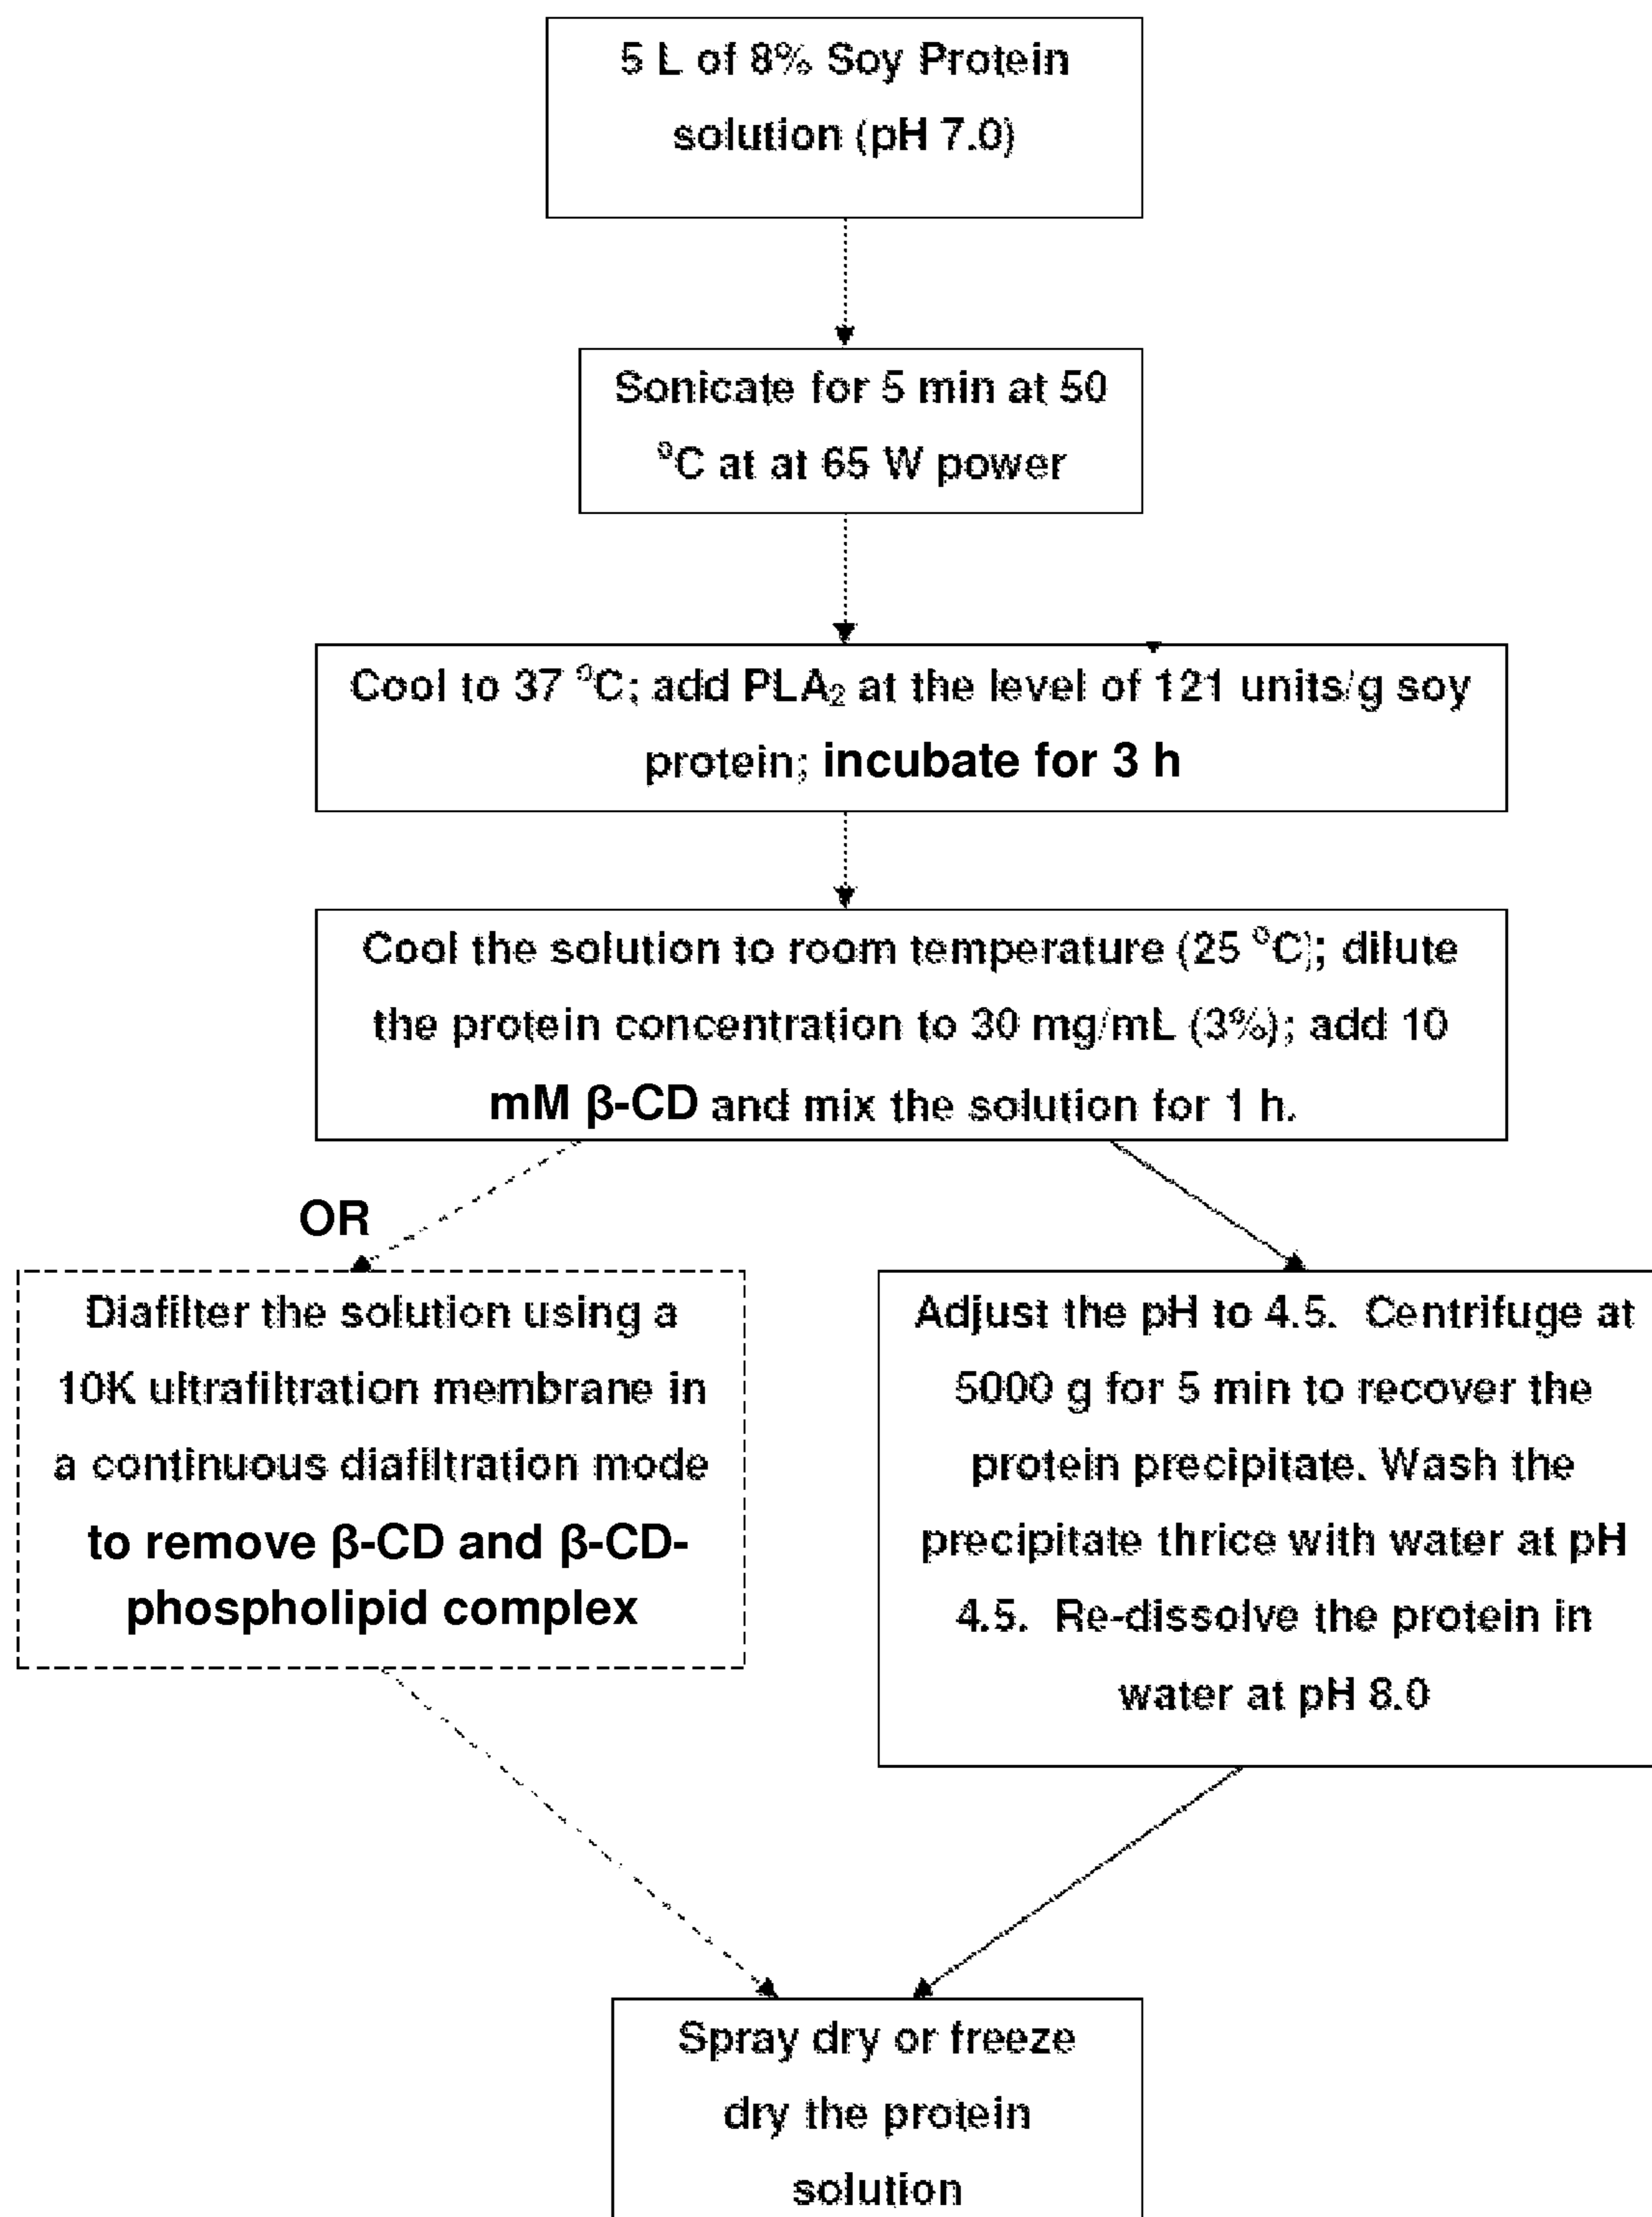 5 L of 8% Soy Protein
solution (pH 7.0)
Sonicate for 5 min at 50
°C at at 65 W power
Cool to 37 °C; add PLA₂ at the level of 121 units/g soy
protein; incubate for 3 h
Cool the solution to room temperature (25 °C); dilute
the protein concentration to 30 mg/mL (3%); add 10
mM β-CD and mix the solution for 1 h.
OR
Diafilter the solution using a
10K ultrafiltration membrane in
a continuous diafiltration mode
to remove β-CD and β-CD-
phospholipid complex
Adjust the pH to 4.5. Centrifuge at
5000 g for 5 min to recover the
protein precipitate. Wash the
precipitate thrice with water at pH
4.5. Re-dissolve the protein in
water at pH 8.0
Spray dry or freeze
dry the protein
solution